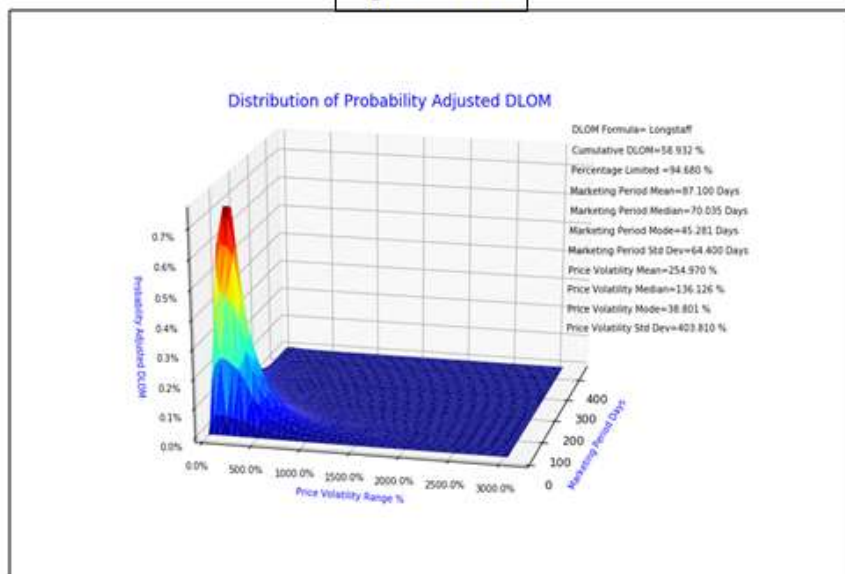 Distribution of Probability Adjusted DLOM
DLOM Formula= Longstaff
Cumulative DLOM=58.932 %
Percentage Limited =94.680 %
Marketing Period Mean=87.100 Days
Marketing Period Median=70.035 Days
Marketing Period Mode=45.281 Days
Marketing Period Std Dev=64.400 Days
Price Volatility Mean=254.970 %
Price Volatility Median=136.126 %
Price Volatility Mode=38.801 %
Price Volatility Std Dev=403.810 %
Probability Adjusted DLOM
0.7%
0.6%
0.5%
0.4%
0.3%
0.2%
0.1%
0.0%
0.0%
500.0%
1000.0%
1500.0%
2000.0%
2500.0%
3000.0%
Price Volatility Range %
400
300
200
100
0
Marketing Period Days